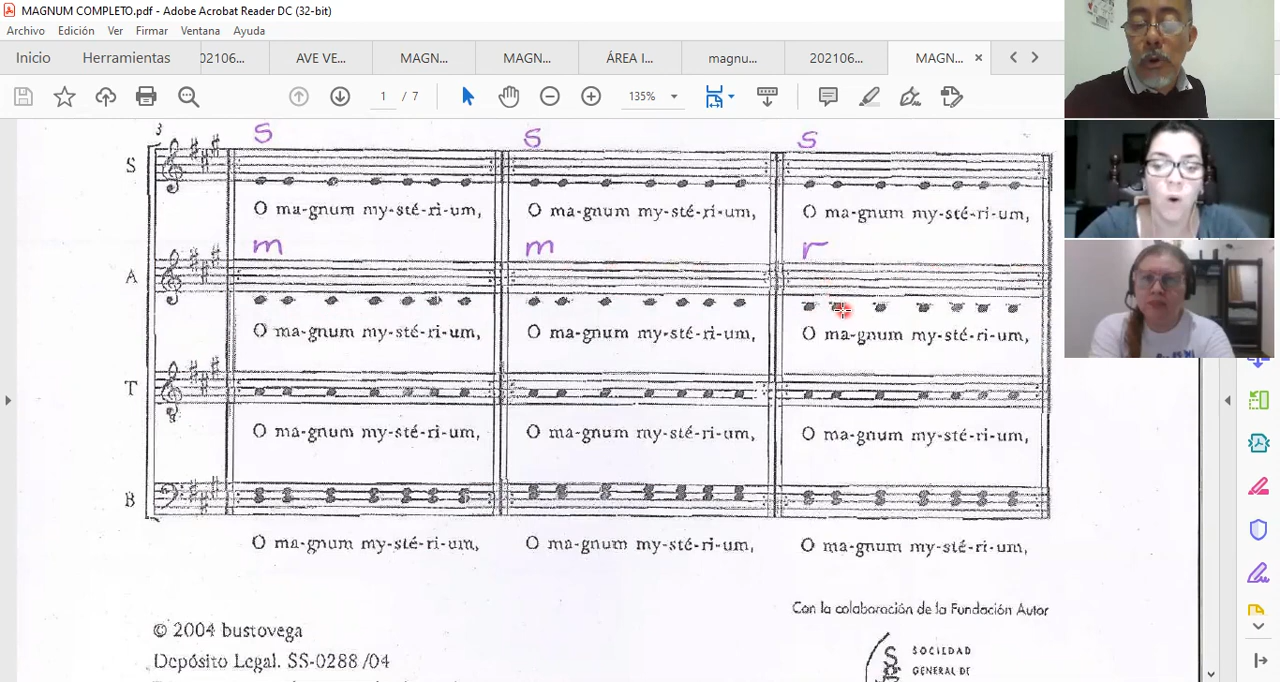 MAGNUM COMPLETO.pdf - Adobe Acrobat Reader DC (32-bit)
Archivo Edición Ver Firmar Ventana Ayuda
Inicio Herramientas 202106... AVE VE... MAGN... MAGN... ÁREA I... magnu... 202106... MAGN... ×
1 / 7 135%
3
S S S
S
O ma-gnum my-sté-ri-um, O ma-gnum my-sté-ri-um, O ma-gnum my-sté-ri-um,
m m r
A
O ma-gnum my-sté-ri-um, O ma-gnum my-sté-ri-um, O ma-gnum my-sté-ri-um,
T
8
O ma-gnum my-sté-ri-um, O ma-gnum my-sté-ri-um, O ma-gnum my-sté-ri-um,
B
O ma-gnum my-sté-ri-um, O ma-gnum my-sté-ri-um, O ma-gnum my-sté-ri-um,
Con la colaboración de la Fundación Autor
© 2004 bustovega
SOCIEDAD
Depósito Legal. SS-0288 /04
GENERAL DE